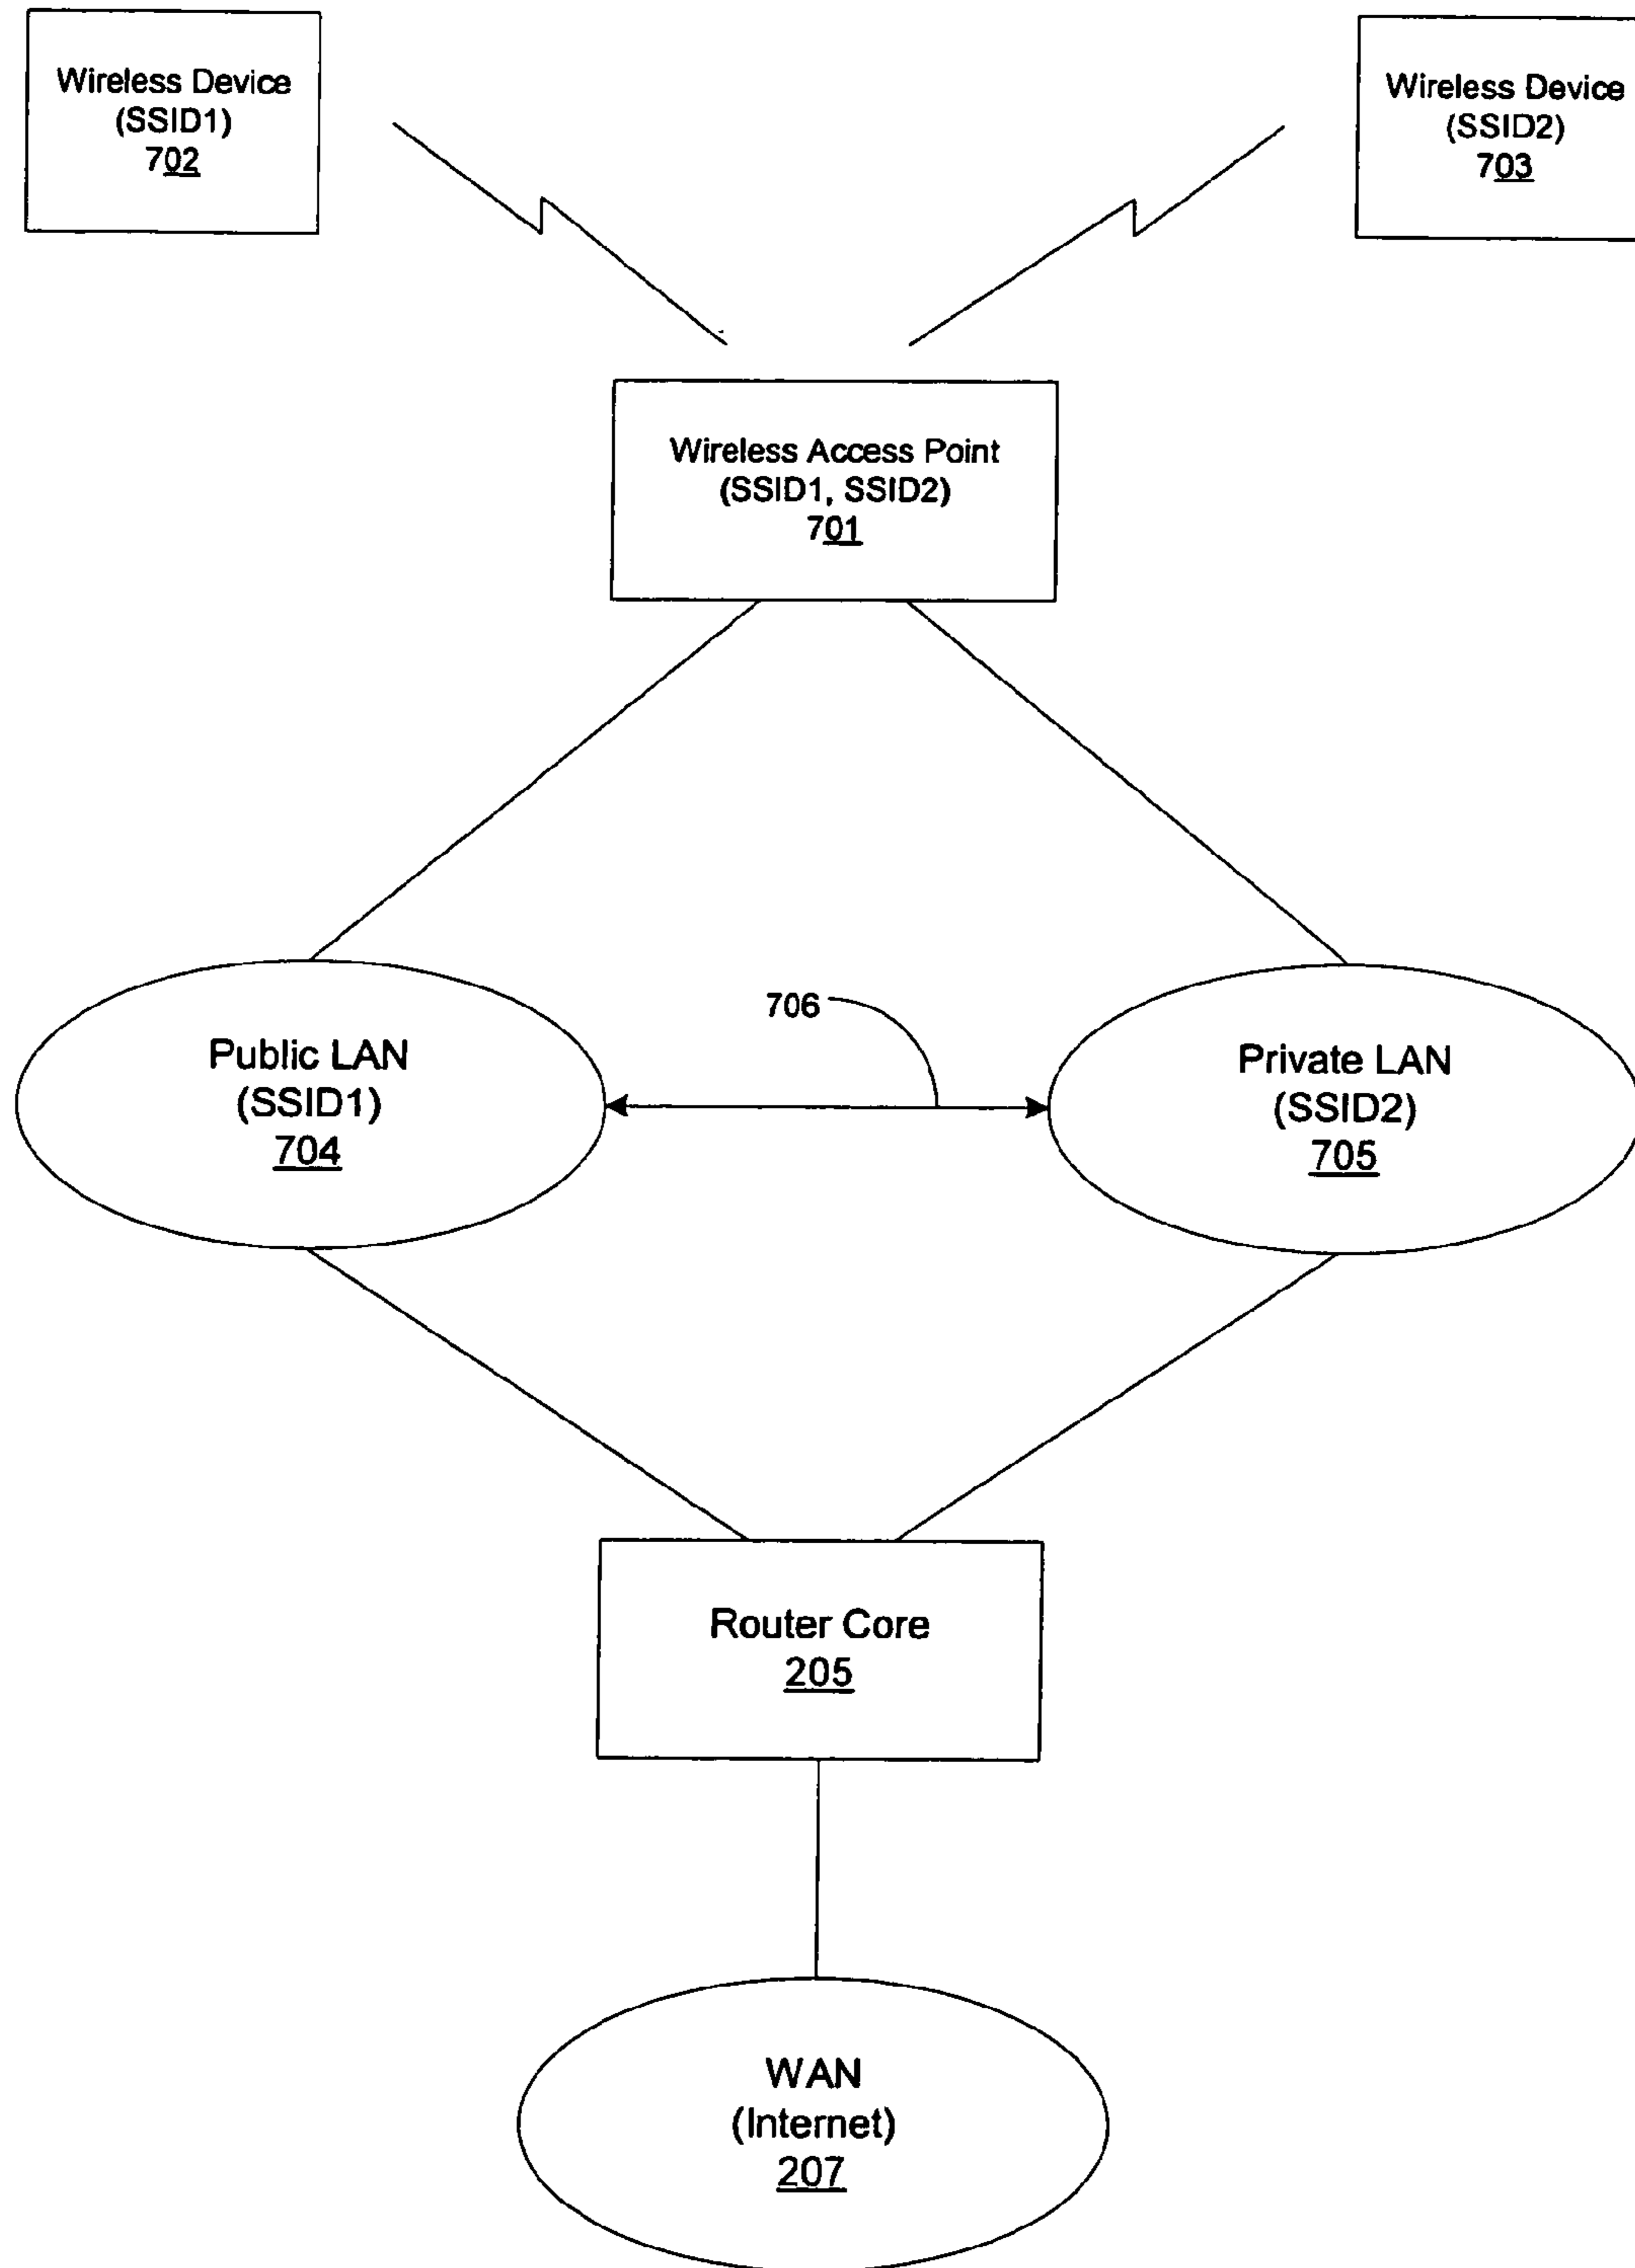 Wireless Device
(SSID1)
702
Wireless Device
(SSID2)
703
Wireless Access Point
(SSID1, SSID2)
701
706
Public LAN
(SSID1)
704
Private LAN
(SSID2)
705
Router Core
205
WAN
(Internet)
207